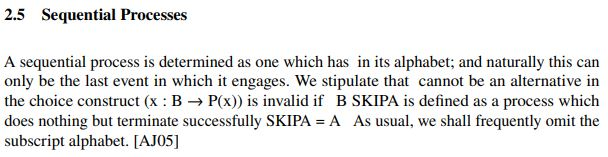 2.5 Sequential Processes
A sequential process is determined as one which has in its alphabet; and naturally this can
only be the last event in which it engages. We stipulate that cannot be an alternative in
the choice construct (x : B → P(x)) is invalid if B SKIPA is defined as a process which
does nothing but terminate successfully SKIPA = A As usual, we shall frequently omit the
subscript alphabet. [AJ05]